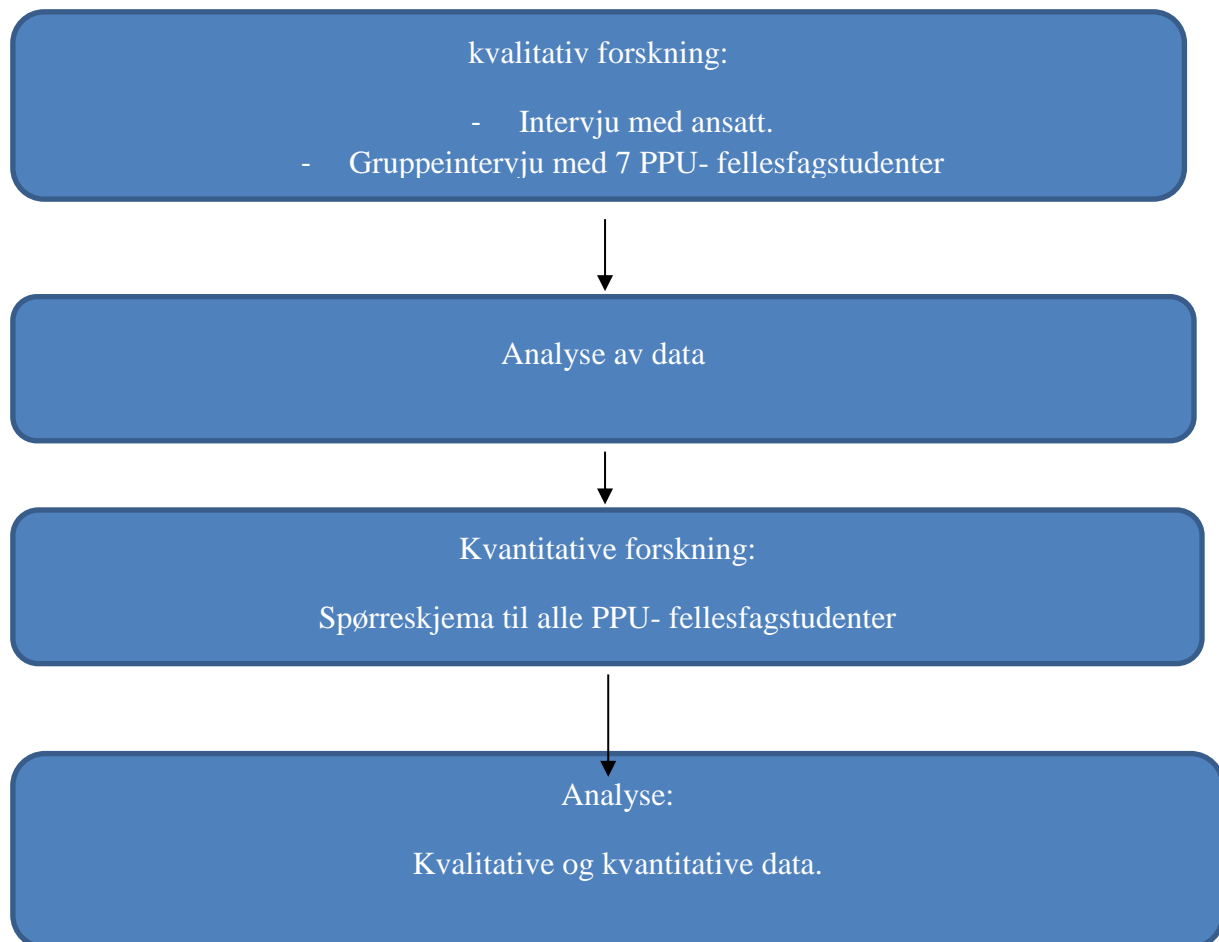 kvalitativ forskning:
- Intervju med ansatt.
- Gruppeintervju med 7 PPU- fellesfagstudenter
Analyse av data
Kvantitative forskning:
Spørreskjema til alle PPU- fellesfagstudenter
Analyse:
Kvalitative og kvantitative data.